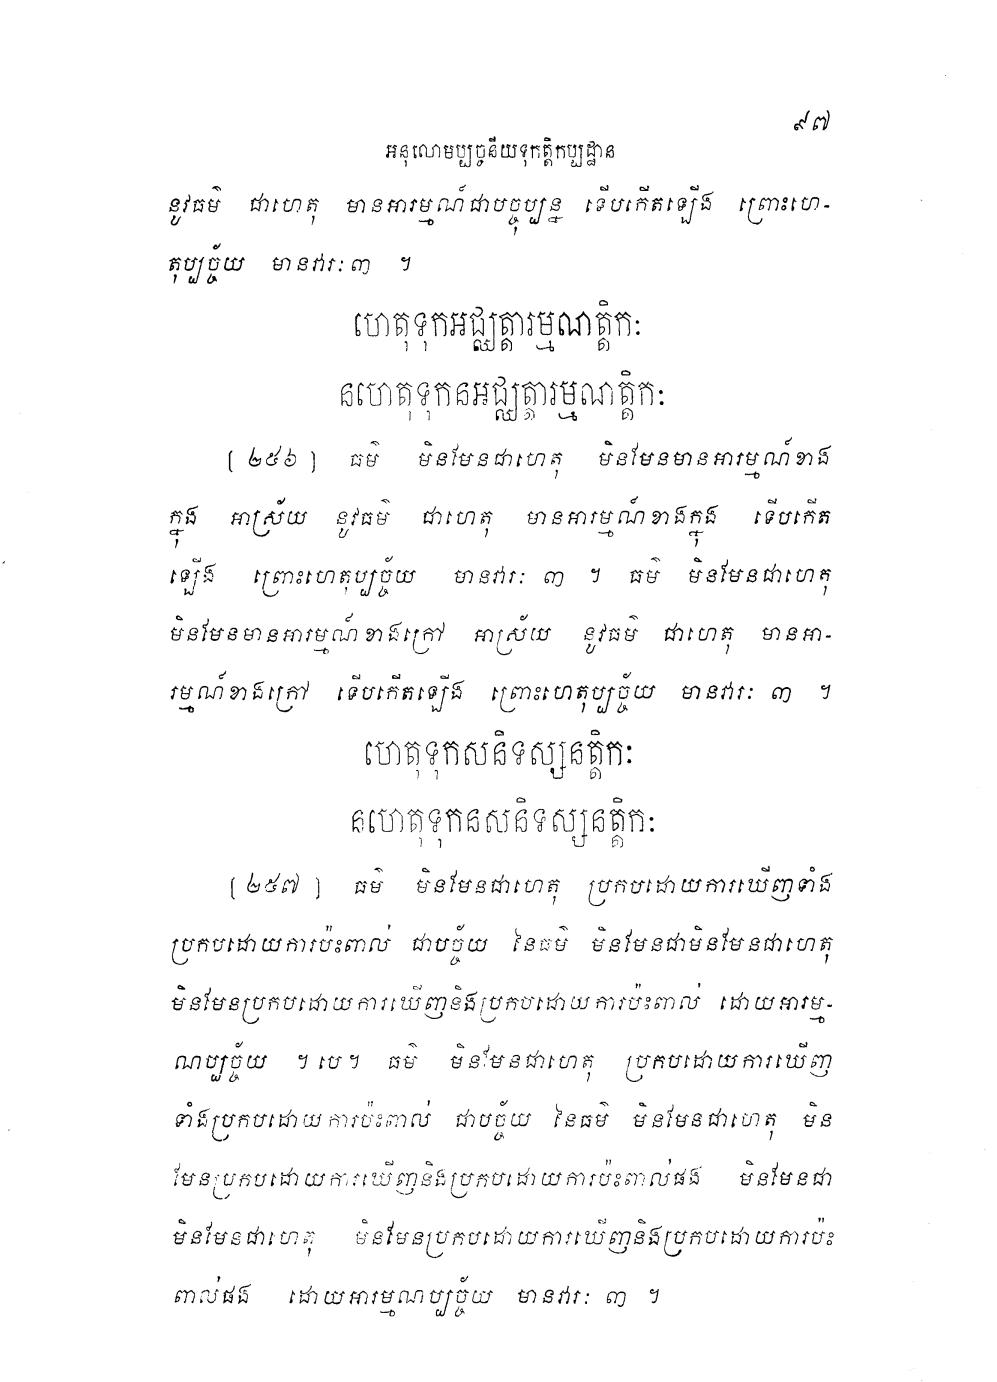 ៩៧
អនុលោមប្បច្ចនីយទុកត្តិកប្បដ្ឋាន
នូវធម៌ ជាហេតុ មានអារម្មណ៍ជាបច្ចុប្បន្ន ទើបកើតឡើង ព្រោះហេ-
តុប្បច្ច័យ មានវារៈ ៣ ។
ហេតុទុកអជ្ឈត្តារម្មណត្តិកៈ
នហេតុទុកនអជ្ឈត្តារម្មណត្តិកៈ
(២៥៦) ធម៌ មិនមែនជាហេតុ មិនមែនមានអារម្មណ៍ខាង
ក្នុង អាស្រ័យ នូវធម៌ ជាហេតុ មានអារម្មណ៍ខាងក្នុង ទើបកើត
ឡើង ព្រោះហេតុប្បច្ច័យ មានវារៈ ៣ ។ ធម៌ មិនមែនជាហេតុ
មិនមែនមានអារម្មណ៍ខាងក្រៅ អាស្រ័យ នូវធម៌ ជាហេតុ មានអា-
រម្មណ៍ខាងក្រៅ ទើបកើតឡើង ព្រោះហេតុប្បច្ច័យ មានវារៈ ៣ ។
ហេតុទុកសនិទស្សនត្តិកៈ
នហេតុទុកនសនិទស្សនត្តិកៈ
(២៥៧) ធម៌ មិនមែនជាហេតុ ប្រកបដោយការឃើញទាំង
ប្រកបដោយការប៉ះពាល់ ជាបច្ច័យ នៃធម៌ មិនមែនជាមិនមែនជាហេតុ
មិនមែនប្រកបដោយការឃើញនិងប្រកបដោយការប៉ះពាល់ ដោយអារម្ម-
ណប្បច្ច័យ ។ បេ។ ធម៌ មិនមែនជាហេតុ ប្រកបដោយការឃើញ
ទាំងប្រកបដោយការប៉ះពាល់ ជាបច្ច័យ នៃធម៌ មិនមែនជាហេតុ មិន
មែនប្រកបដោយការឃើញនិងប្រកបដោយការប៉ះពាល់ផង មិនមែនជា
មិនមែនជាហេតុ មិនមែនប្រកបដោយការឃើញនិងប្រកបដោយការប៉ះ
ពាល់ផង ដោយអារម្មណប្បច្ច័យ មានវារៈ ៣ ។